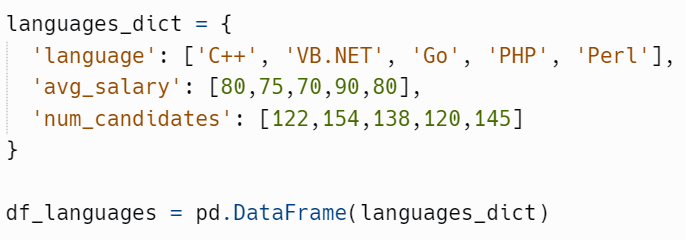 languages_dict = {
  'language': ['C++', 'VB.NET', 'Go', 'PHP', 'Perl'],
  'avg_salary': [80,75,70,90,80],
  'num_candidates': [122,154,138,120,145]
}
df_languages = pd.DataFrame(languages_dict)